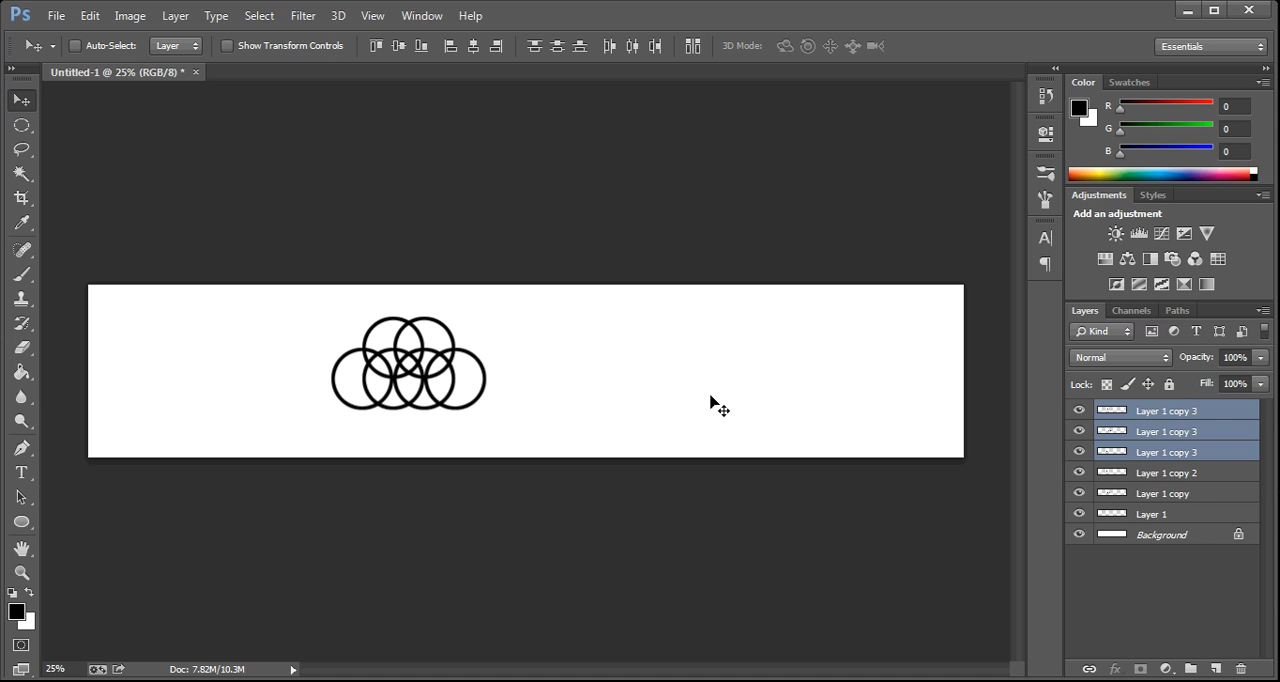 Ps File Edit Image Layer Type Select Filter 3D View Window Help
Auto-Select: Layer Show Transform Controls 3D Mode: Essentials
Untitled-1 @ 25% (RGB/8) * ×
Color Swatches
R 0
G 0
B 0
Adjustments Styles
Add an adjustment
Layers Channels Paths
Kind
Normal Opacity: 100%
Lock: Fill: 100%
Layer 1 copy 3
Layer 1 copy 3
Layer 1 copy 3
Layer 1 copy 2
Layer 1 copy
Layer 1
Background
25% Doc: 7.82M/10.3M
fx